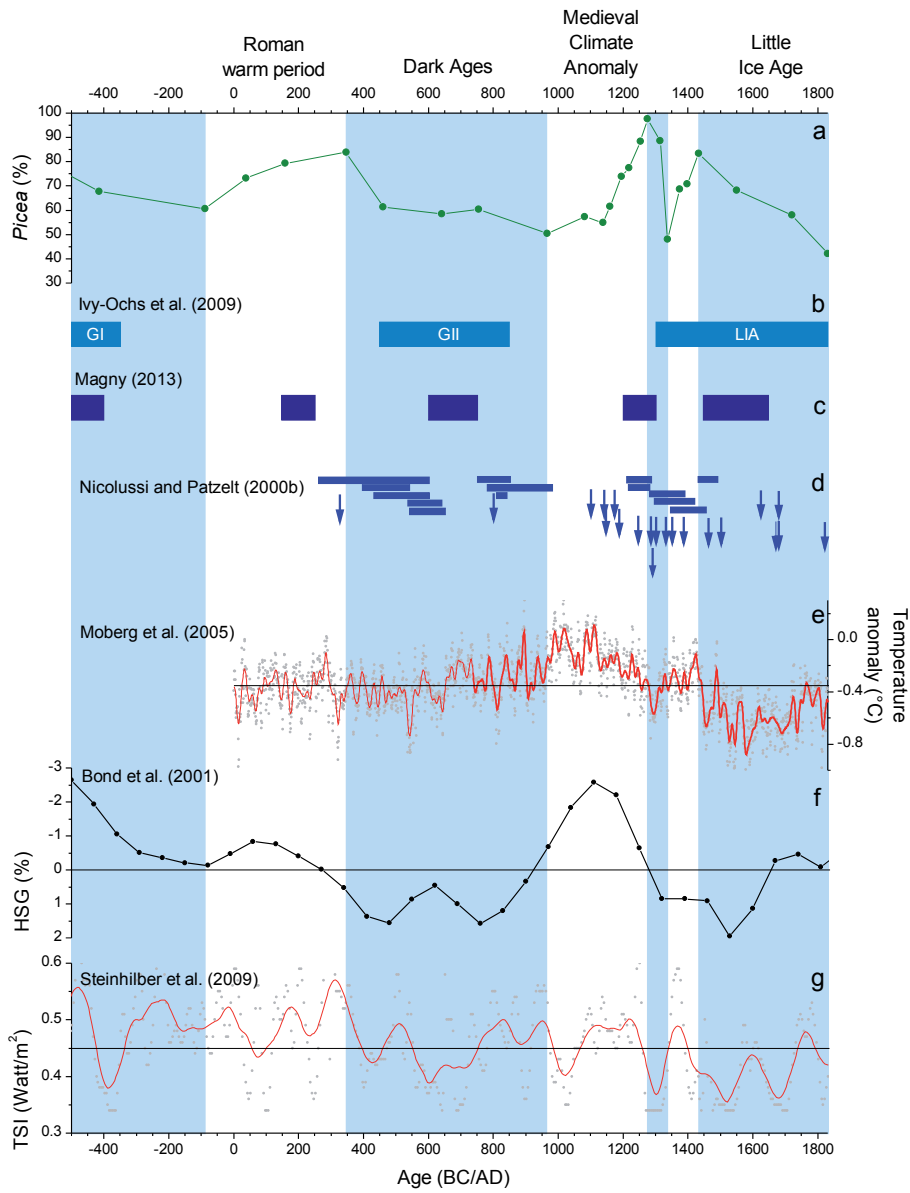 Medieval
Climate
Anomaly
Roman
warm period
Dark Ages
Little
Ice Age
-400 -200 0 200 400 600 800 1000 1200 1400 1600 1800
100
90
80
70
60
50
40
30
Picea (%)
a
Ivy-Ochs et al. (2009)
b
GI GII LIA
Magny (2013)
c
Nicolussi and Patzelt (2000b)
d
Moberg et al. (2005)
e
0.0
-0.4
-0.8
Temperature
anomaly (°C)
Bond et al. (2001)
f
-3
-2
-1
0
1
2
HSG (%)
Steinhilber et al. (2009)
g
0.6
0.5
0.4
0.3
TSI (Watt/m²)
-400 -200 0 200 400 600 800 1000 1200 1400 1600 1800
Age (BC/AD)